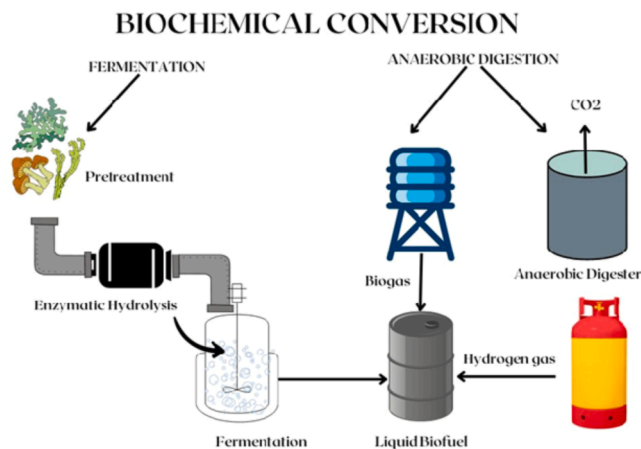 BIOCHEMICAL CONVERSION
FERMENTATION
ANAEROBIC DIGESTION
CO2
Pretreatment
Enzymatic Hydrolysis
Biogas
Anaerobic Digester
Hydrogen gas
Fermentation
Liquid Biofuel